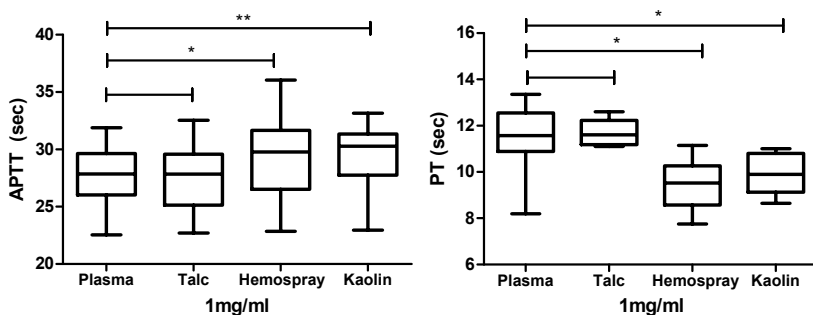 **
*
APTT (sec)
40
35
30
25
20
Plasma Talc Hemospray Kaolin
1mg/ml
*
*
PT (sec)
16
14
12
10
8
6
Plasma Talc Hemospray Kaolin
1mg/ml